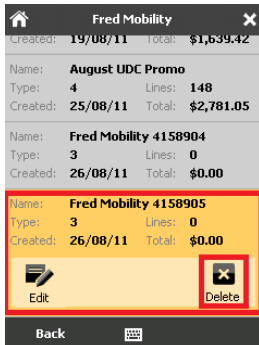 Fred Mobility
Created: 19/08/11 Total: $1,639.42
Name: August UDC Promo
Type: 4 Lines: 148
Created: 25/08/11 Total: $2,781.05
Name: Fred Mobility 4158904
Type: 3 Lines: 0
Created: 26/08/11 Total: $0.00
Name: Fred Mobility 4158905
Type: 3 Lines: 0
Created: 26/08/11 Total: $0.00
Edit Delete
Back